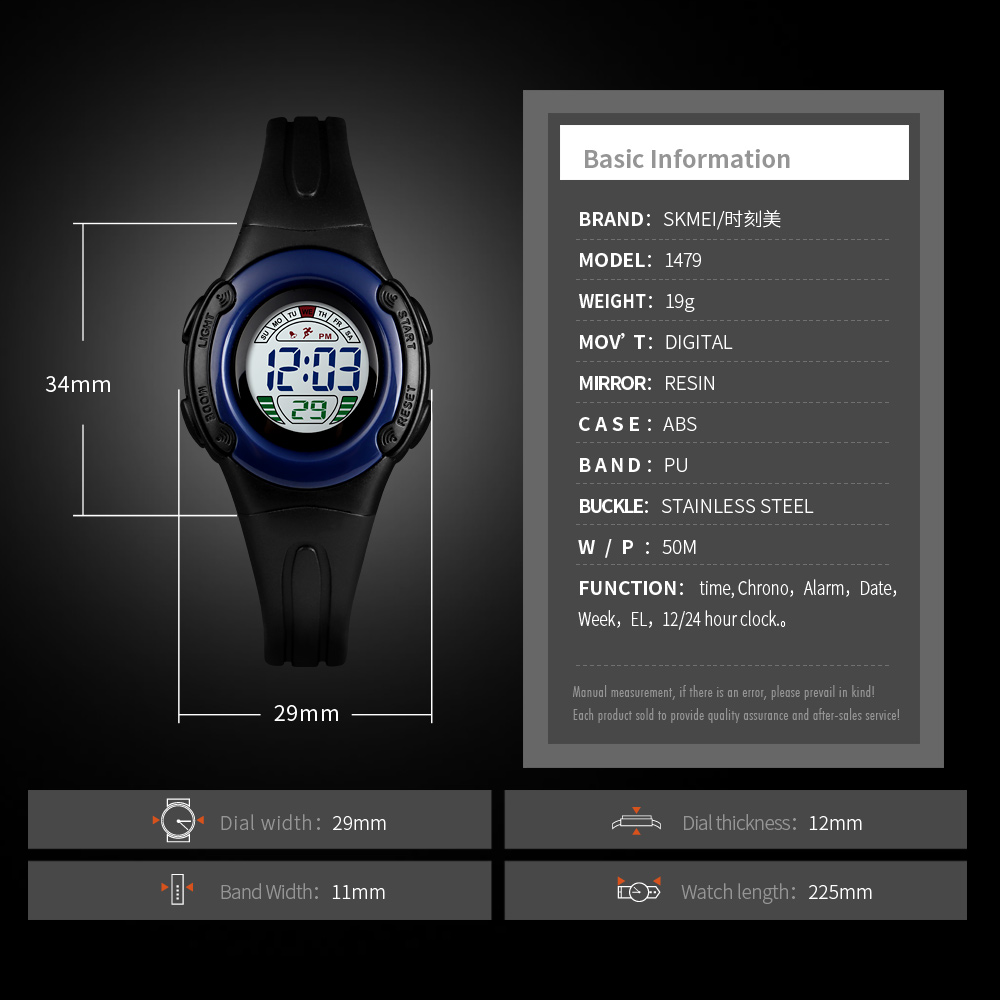 Basic Information
BRAND: SKMEI/时刻美
MODEL: 1479
WEIGHT: 19g
MOV’ T: DIGITAL
MIRROR: RESIN
CASE: ABS
BAND: PU
BUCKLE: STAINLESS STEEL
W / P : 50M
FUNCTION: time, Chrono，Alarm，Date，
Week，EL，12/24 hour clock.。
Manual measurement, if there is an error, please prevail in kind!
Each product sold to provide quality assurance and after-sales service!
34mm
29mm
LIGHT
START
MODE
RESET
SU MO TU WE TH FR SA
PM
12:03
29
Dial width: 29mm
Dial thickness: 12mm
Band Width: 11mm
Watch length: 225mm